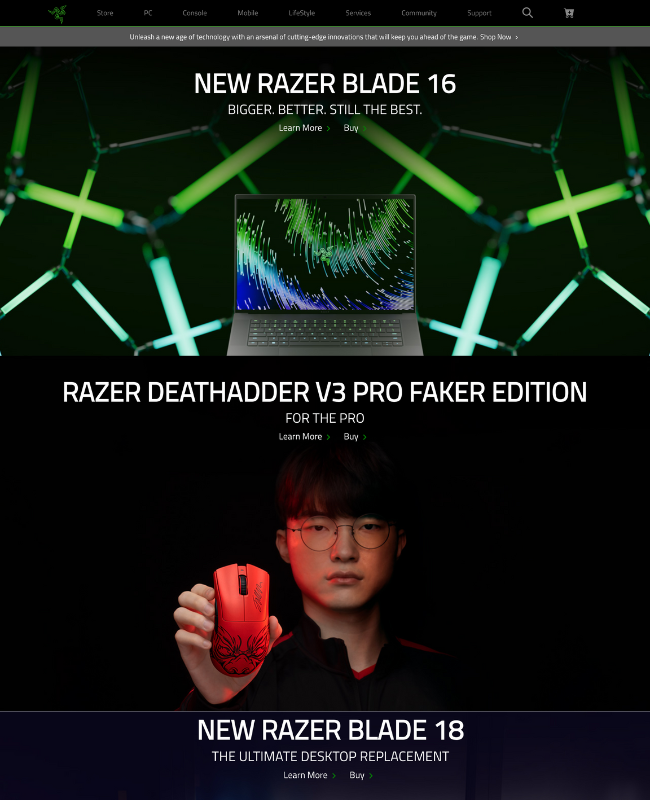 Store PC Console Mobile LifeStyle Services Community Support
Unleash a new age of technology with an arsenal of cutting-edge innovations that will keep you ahead of the game. Shop Now >
NEW RAZER BLADE 16
BIGGER. BETTER. STILL THE BEST.
Learn More > Buy >
RAZER DEATHADDER V3 PRO FAKER EDITION
FOR THE PRO
Learn More > Buy >
NEW RAZER BLADE 18
THE ULTIMATE DESKTOP REPLACEMENT
Learn More > Buy >